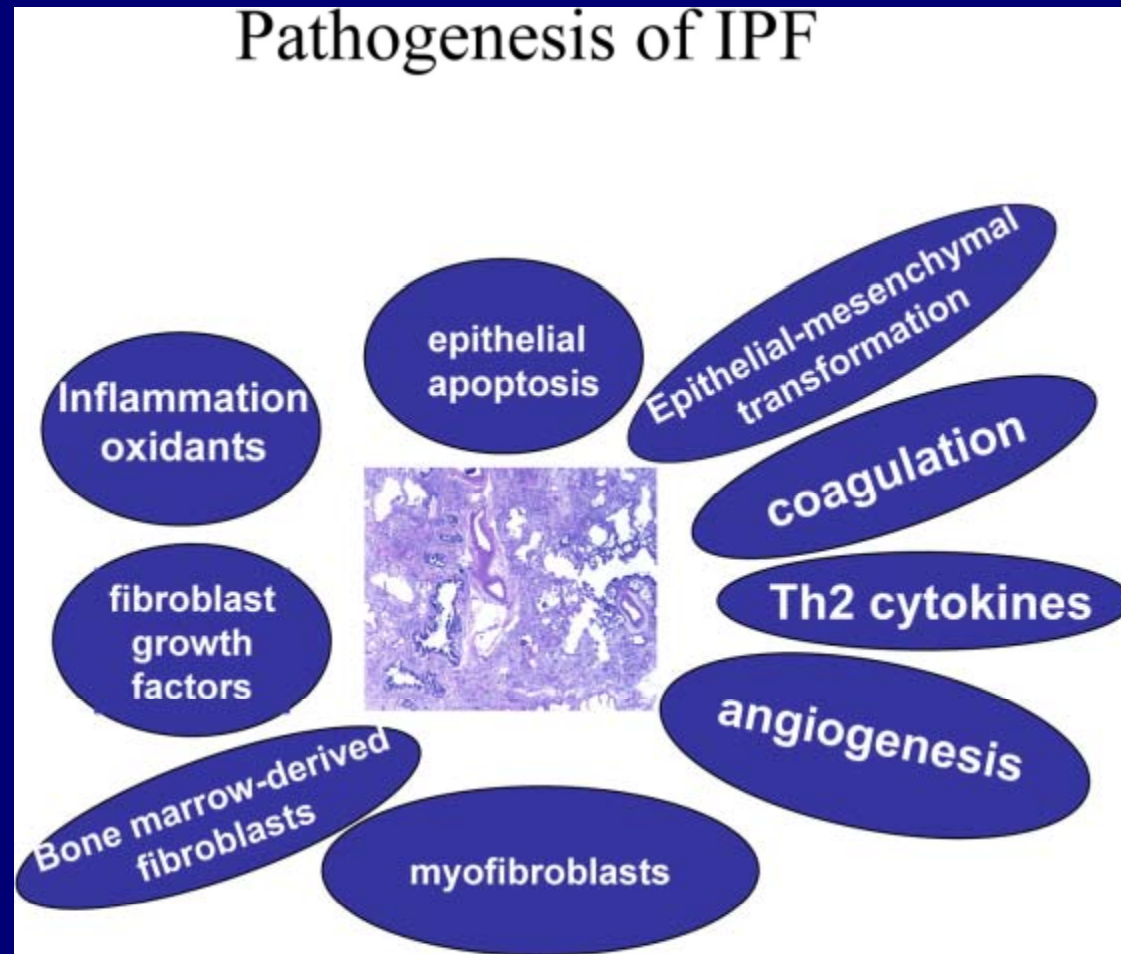 Pathogenesis of IPF
epithelial
apoptosis
Epithelial-mesenchymal
transformation
Inflammation
oxidants
coagulation
Th2 cytokines
fibroblast
growth
factors
angiogenesis
Bone marrow-derived
fibroblasts
myofibroblasts